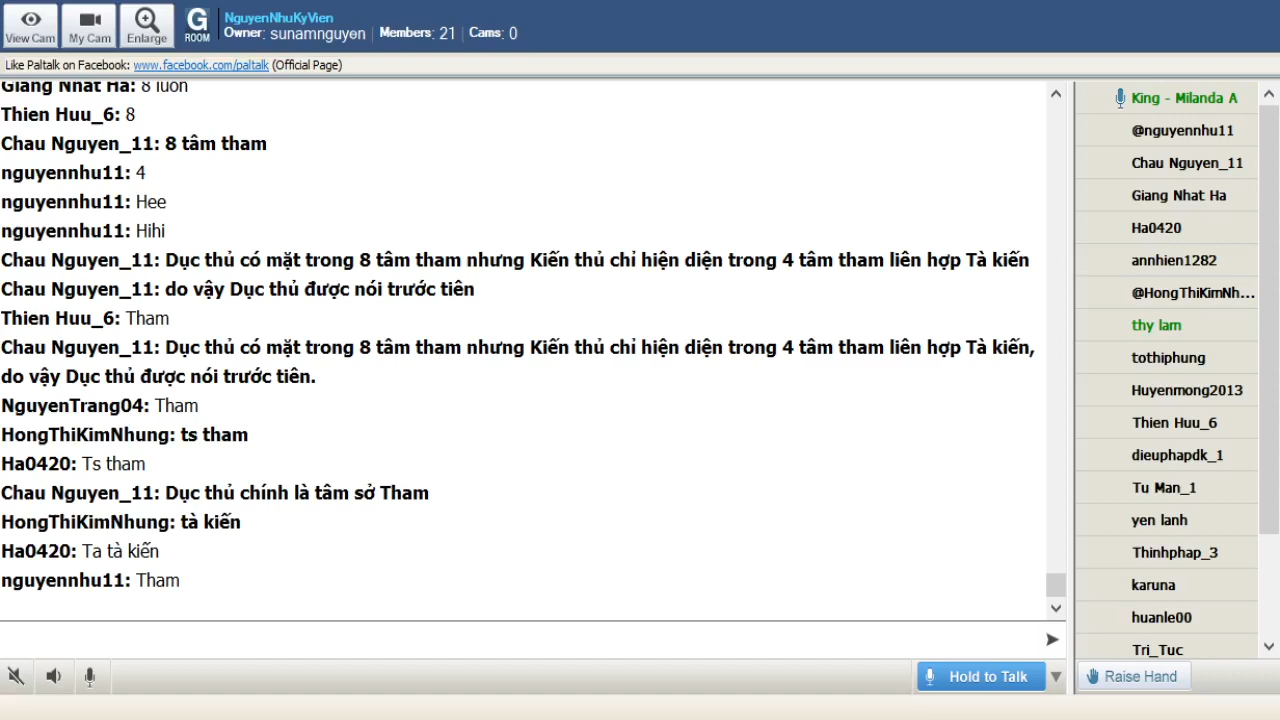 View Cam
My Cam
Enlarge
G
ROOM
NguyenNhuKyVien
Owner: sunamnguyen | Members: 21 | Cams: 0
Like Paltalk on Facebook: www.facebook.com/paltalk (Official Page)
Giang Nhat Ha: 8 luôn
Thien Huu_6: 8
Chau Nguyen_11: 8 tâm tham
nguyennhu11: 4
nguyennhu11: Hee
nguyennhu11: Hihi
Chau Nguyen_11: Dục thủ có mặt trong 8 tâm tham nhưng Kiến thủ chỉ hiện diện trong 4 tâm tham liên hợp Tà kiến
Chau Nguyen_11: do vậy Dục thủ được nói trước tiên
Thien Huu_6: Tham
Chau Nguyen_11: Dục thủ có mặt trong 8 tâm tham nhưng Kiến thủ chỉ hiện diện trong 4 tâm tham liên hợp Tà kiến,
do vậy Dục thủ được nói trước tiên.
NguyenTrang04: Tham
HongThiKimNhung: ts tham
Ha0420: Ts tham
Chau Nguyen_11: Dục thủ chính là tâm sở Tham
HongThiKimNhung: tà kiến
Ha0420: Ta tà kiến
nguyennhu11: Tham
Hold to Talk
King - Milanda A
@nguyennhu11
Chau Nguyen_11
Giang Nhat Ha
Ha0420
annhien1282
@HongThiKimNh...
thy lam
tothiphung
Huyenmong2013
Thien Huu_6
dieuphapdk_1
Tu Man_1
yen lanh
Thinhphap_3
karuna
huanle00
Tri_Tuc
Raise Hand